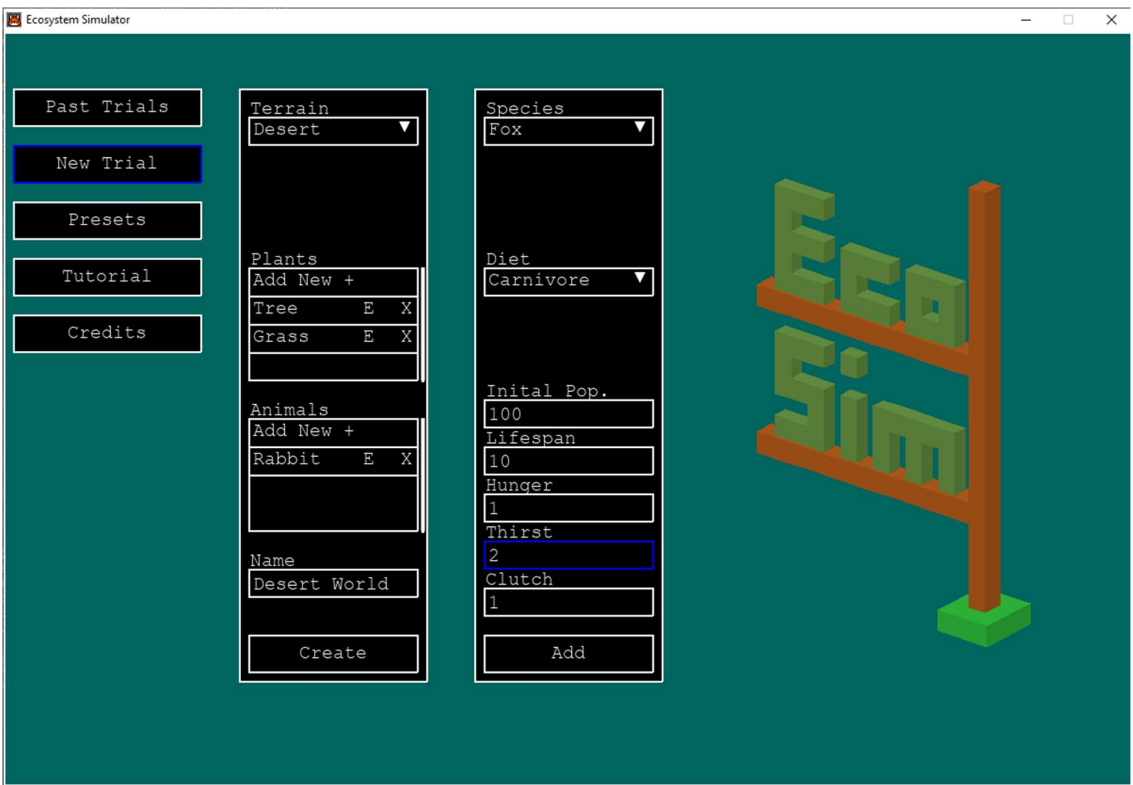 Ecosystem Simulator
Past Trials
New Trial
Presets
Tutorial
Credits
Terrain
Desert
Plants
Add New +
Tree E X
Grass E X
Animals
Add New +
Rabbit E X
Name
Desert World
Create
Species
Fox
Diet
Carnivore
Inital Pop.
100
Lifespan
10
Hunger
1
Thirst
2
Clutch
1
Add
Eco
Sim